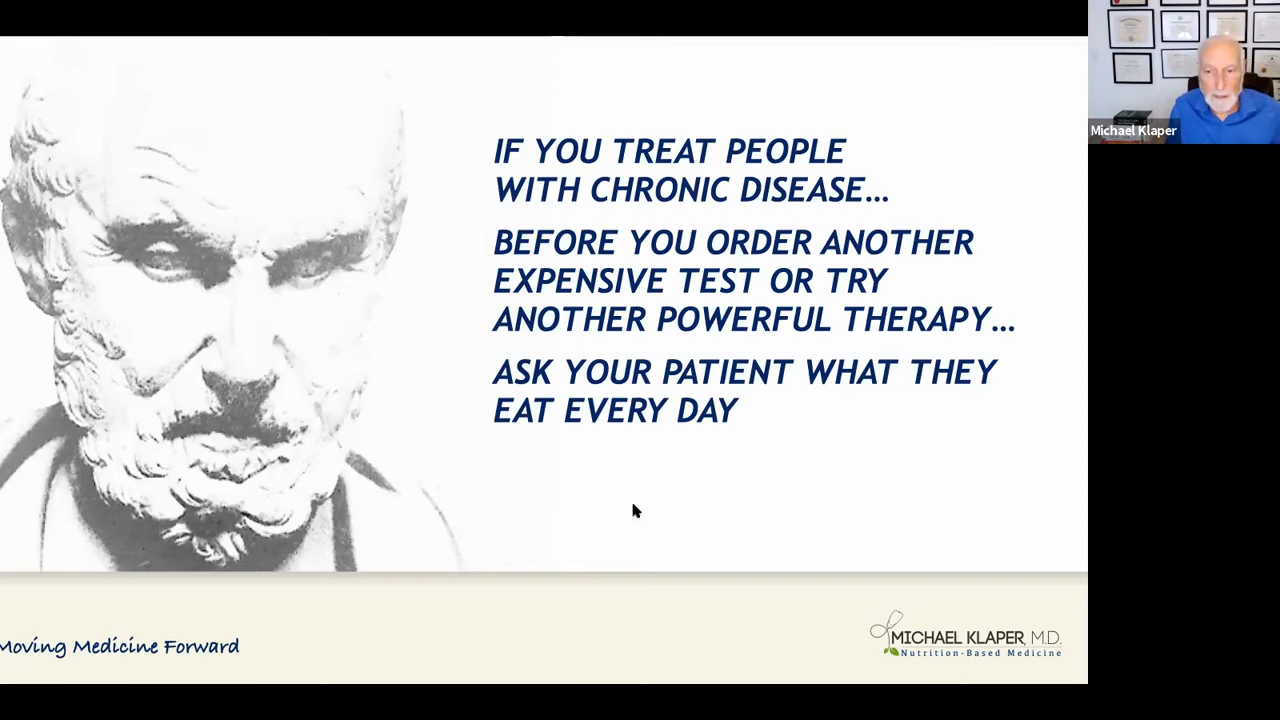 IF YOU TREAT PEOPLE
WITH CHRONIC DISEASE…
BEFORE YOU ORDER ANOTHER
EXPENSIVE TEST OR TRY
ANOTHER POWERFUL THERAPY…
ASK YOUR PATIENT WHAT THEY
EAT EVERY DAY
Michael Klaper
Moving Medicine Forward
MICHAEL KLAPER, M.D.
Nutrition-Based Medicine